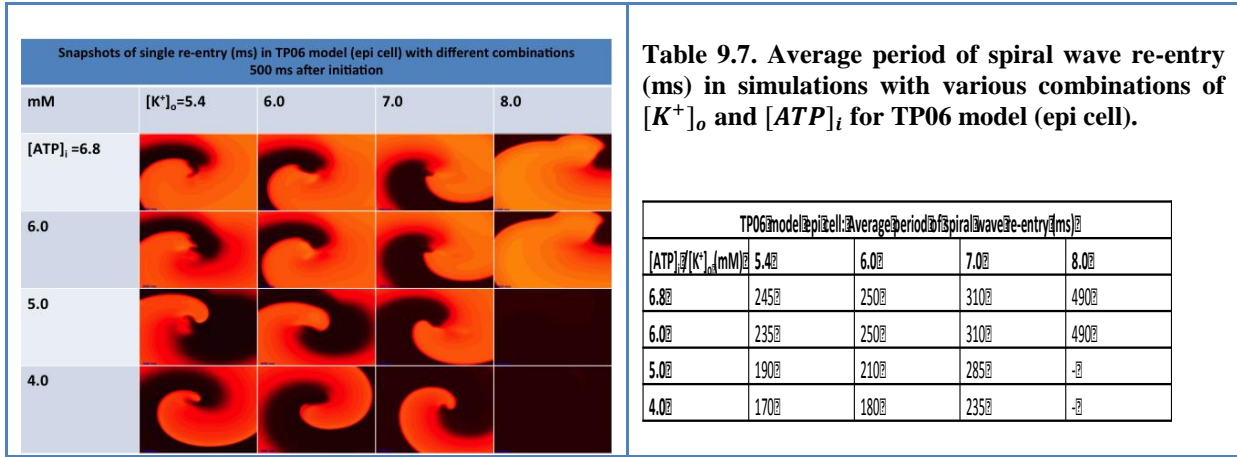 Snapshots of single re-entry (ms) in TP06 model (epi cell) with different combinations
500 ms after initiation
mM [K⁺]ₒ=5.4 6.0 7.0 8.0
[ATP]ᵢ =6.8
6.0
5.0
4.0
Table 9.7. Average period of spiral wave re-entry
(ms) in simulations with various combinations of
[𝑲⁺]ₒ and [𝑨𝑻𝑷]ᵢ for TP06 model (epi cell).
TP06 model epi cell: Average period of spiral wave re-entry (ms)
[ATP]ᵢ/[K⁺]ₒ (mM) 5.4 6.0 7.0 8.0
6.8 245 250 310 490
6.0 235 250 310 490
5.0 190 210 285 -
4.0 170 180 235 -